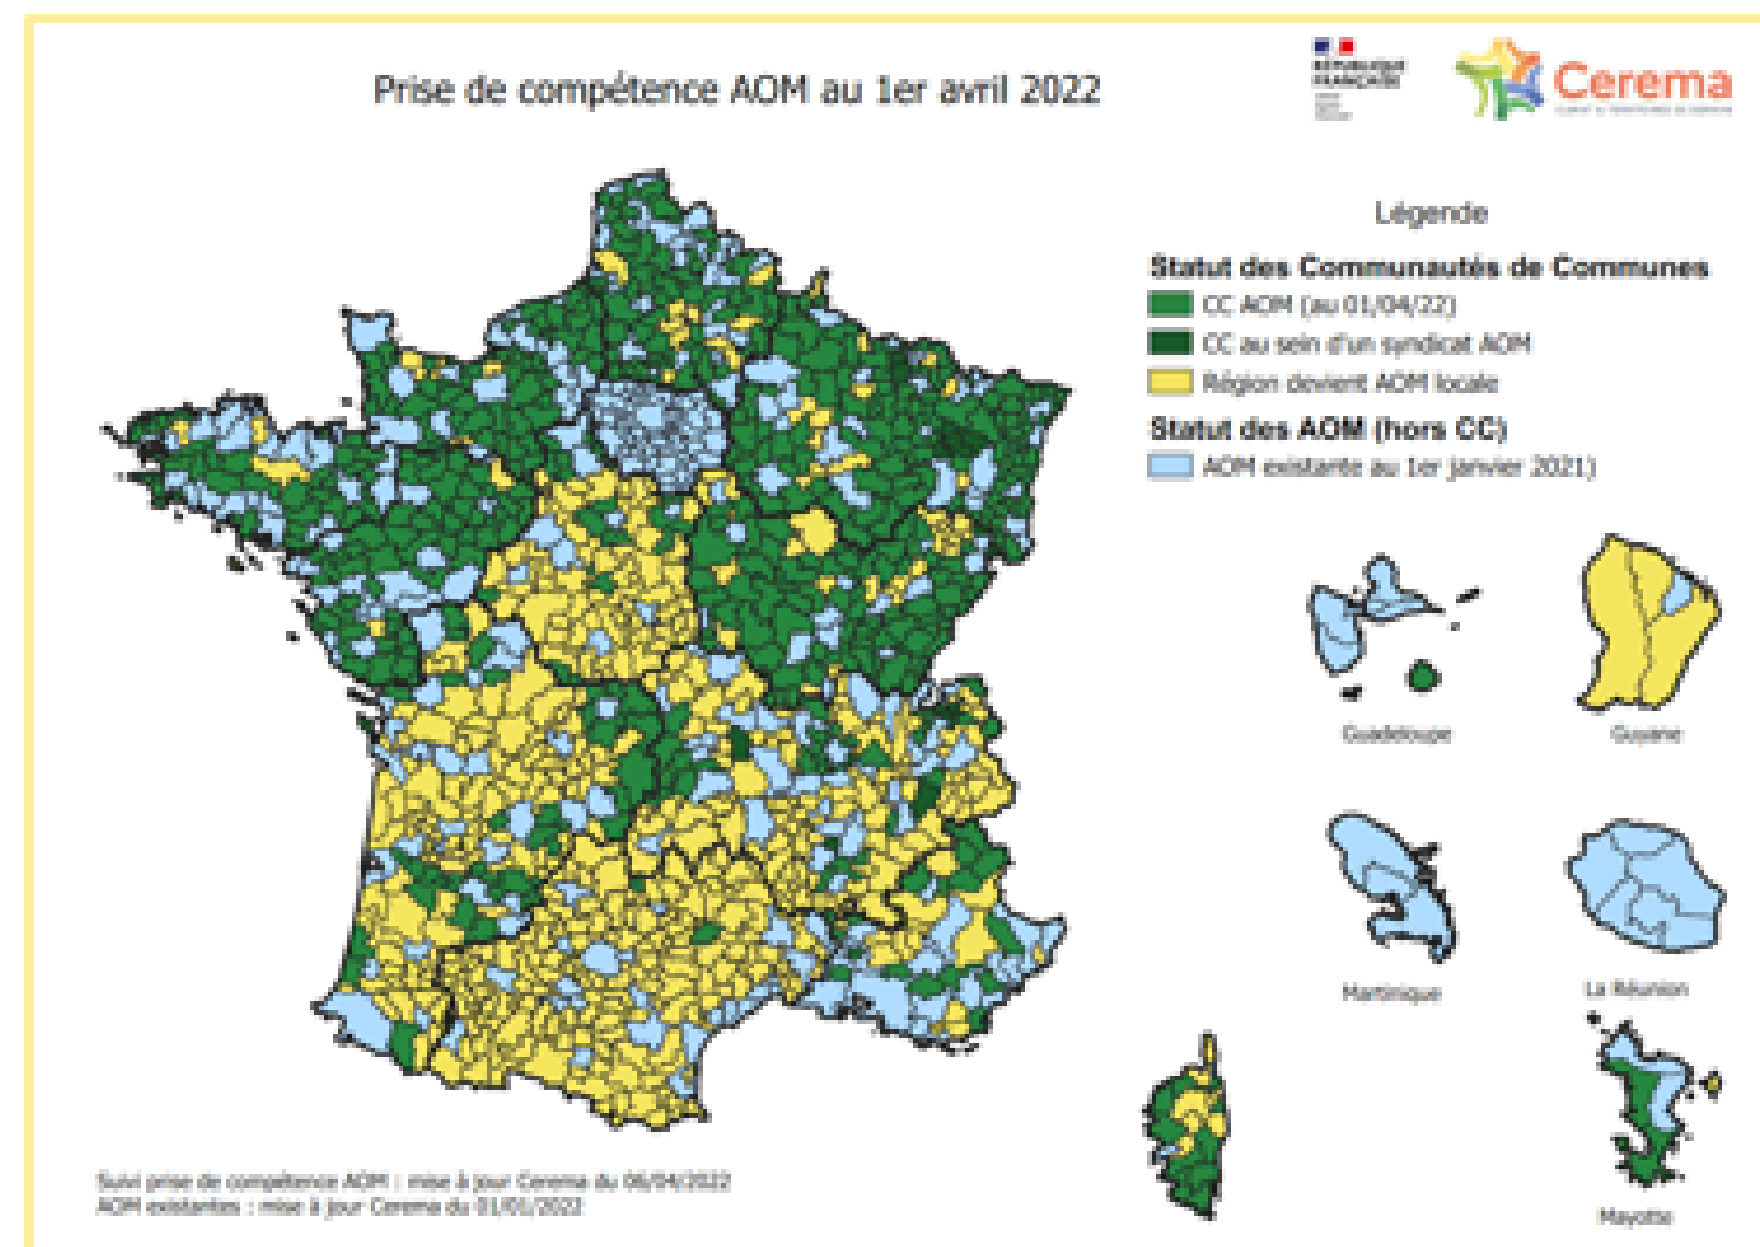 Prise de compétence AOM au 1er avril 2022
RÉPUBLIQUE
FRANÇAISE
Cerema
Légende
Statut des Communautés de Communes
CC AOM (au 01/04/22)
CC au sein d'un syndicat AOM
Région devient AOM locale
Statut des AOM (hors CC)
AOM existante au 1er janvier 2021)
Guadeloupe
Guyane
Martinique
La Réunion
Mayotte
Suivi prise de compétence AOM : mise à jour Cerema du 06/04/2022
AOM existantes : mise à jour Cerema du 01/01/2022